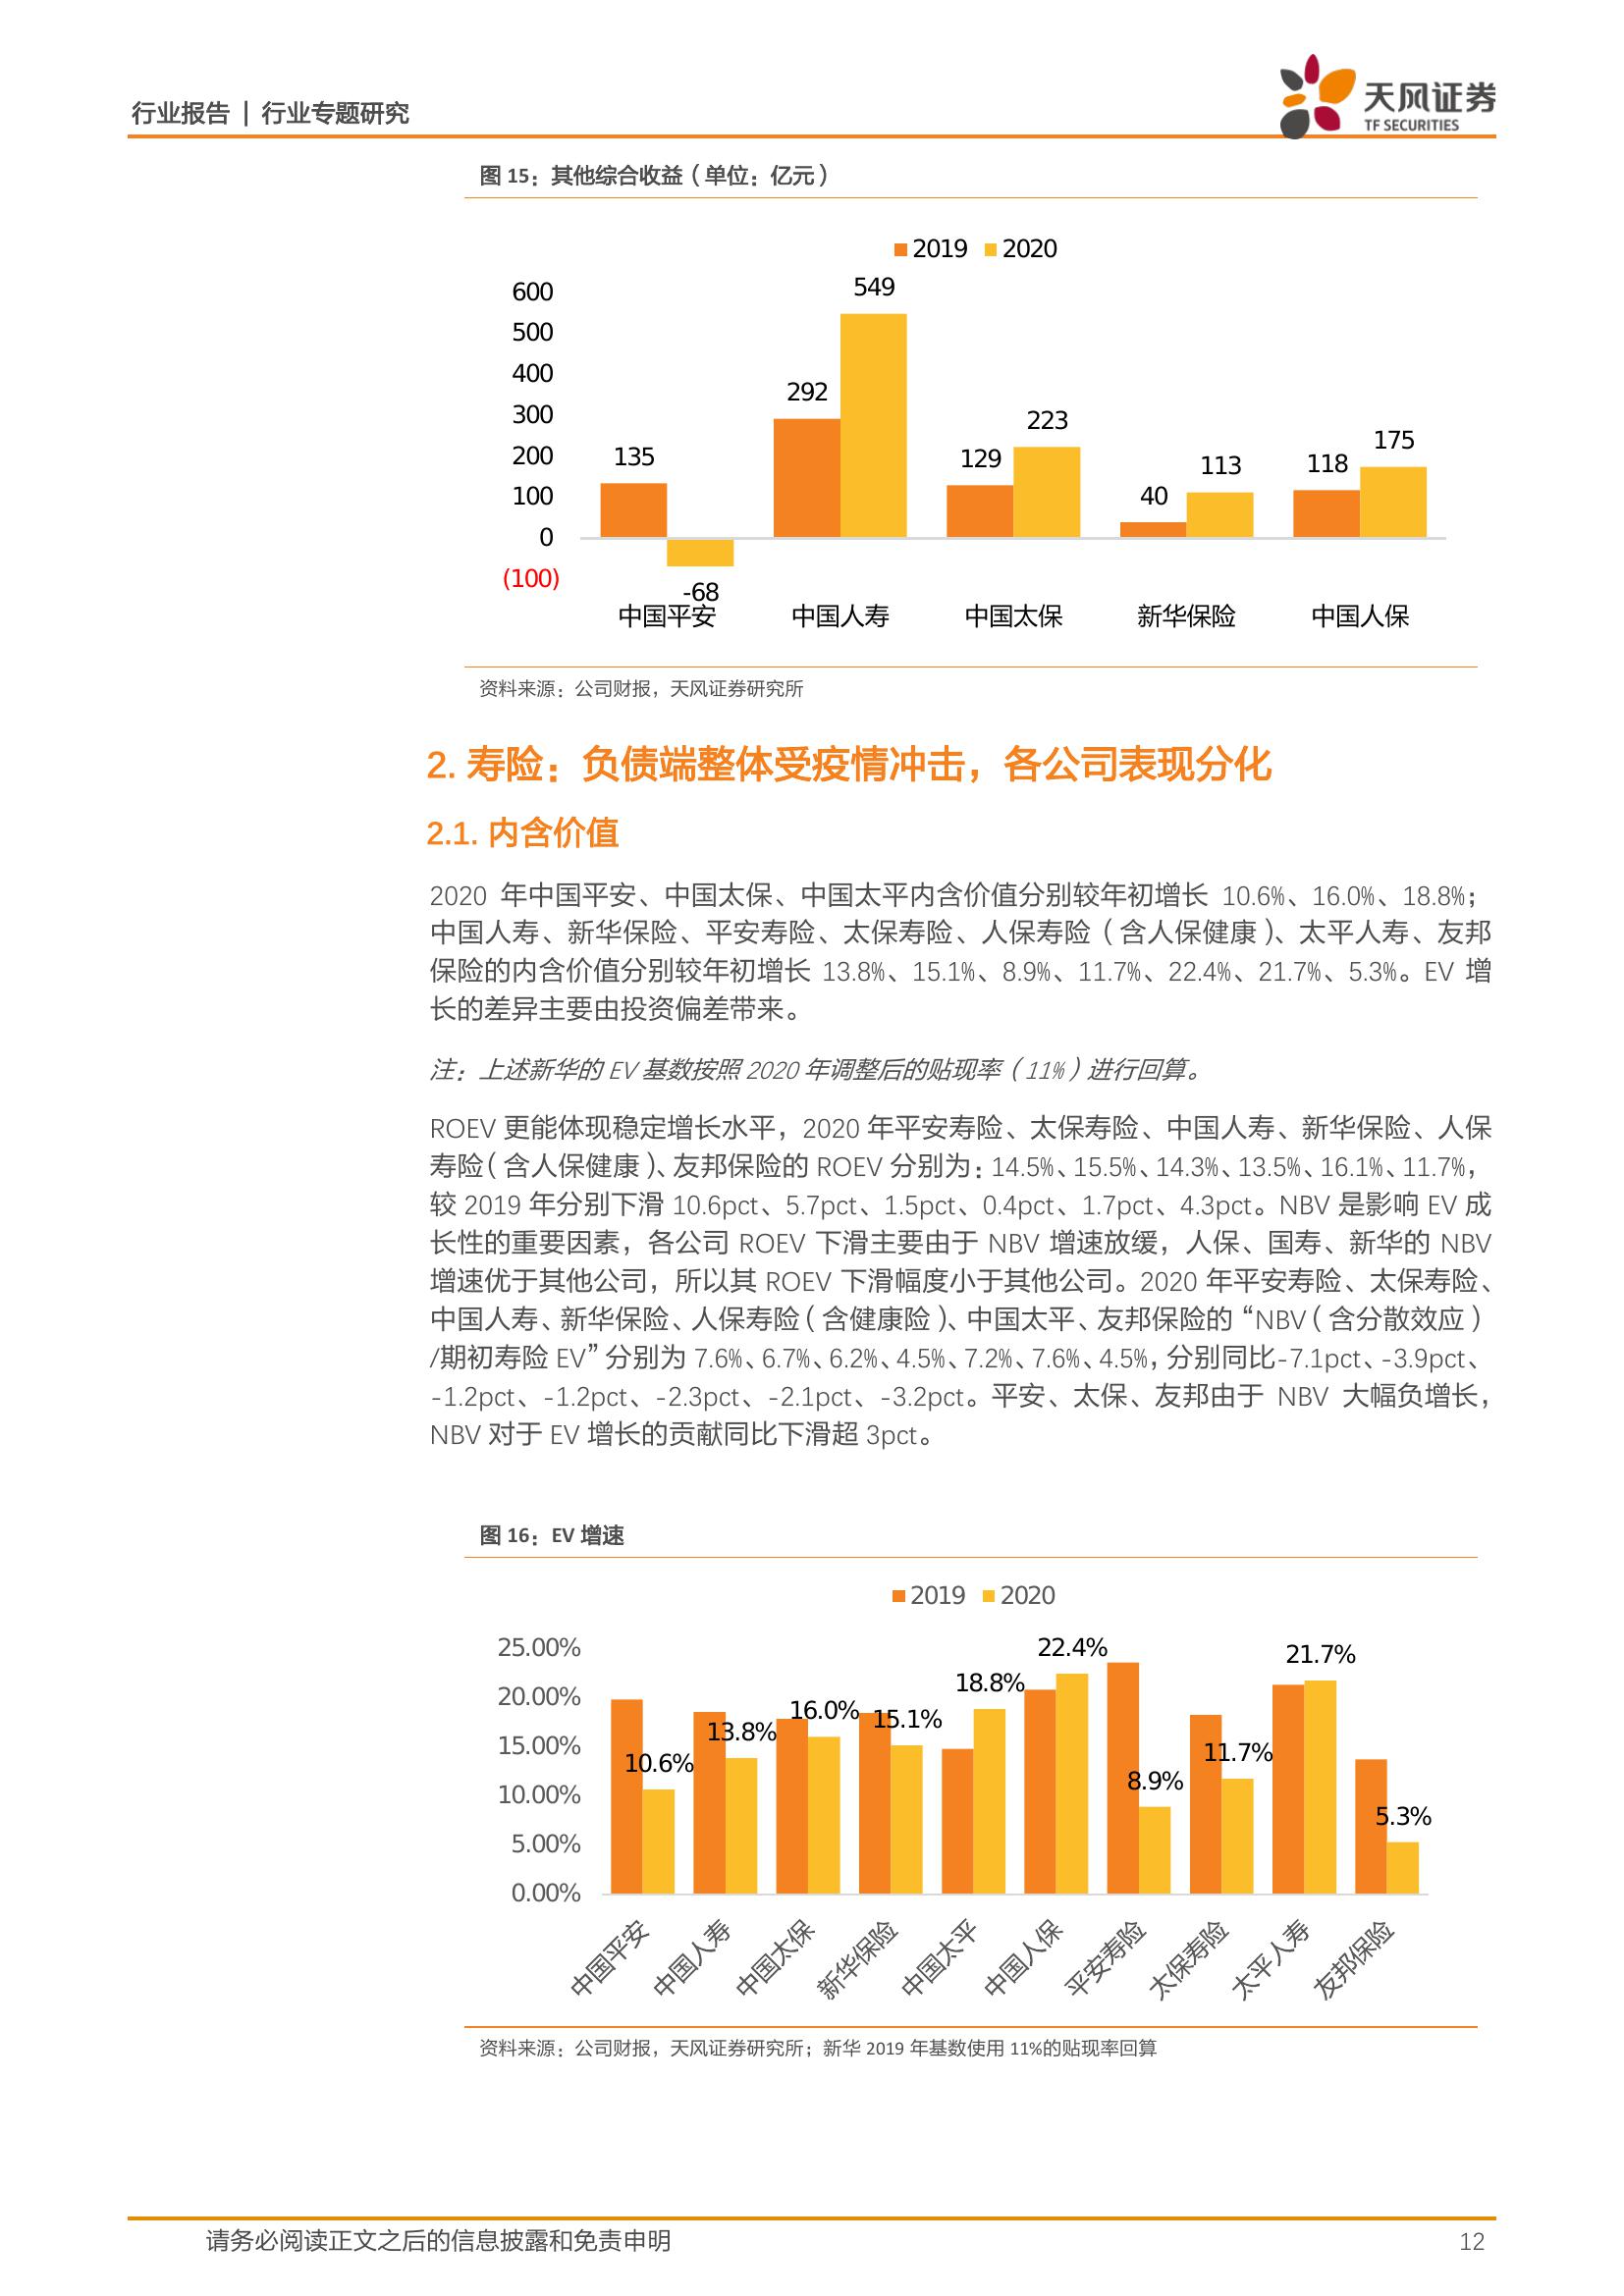 行业报告 | 行业专题研究
天风证券
TF SECURITIES
图 15：其他综合收益（单位：亿元）
2019 2020
600
500
400
300
200
100
0
(100)
135
-68
292
549
129
223
40
113
118
175
中国平安 中国人寿 中国太保 新华保险 中国人保
资料来源：公司财报，天风证券研究所
2. 寿险：负债端整体受疫情冲击，各公司表现分化
2.1. 内含价值
2020 年中国平安、中国太保、中国太平内含价值分别较年初增长 10.6%、16.0%、18.8%；
中国人寿、新华保险、平安寿险、太保寿险、人保寿险（含人保健康）、太平人寿、友邦
保险的内含价值分别较年初增长 13.8%、15.1%、8.9%、11.7%、22.4%、21.7%、5.3%。EV 增
长的差异主要由投资偏差带来。
注：上述新华的 EV 基数按照 2020 年调整后的贴现率（11%）进行回算。
ROEV 更能体现稳定增长水平，2020 年平安寿险、太保寿险、中国人寿、新华保险、人保
寿险（含人保健康）、友邦保险的 ROEV 分别为：14.5%、15.5%、14.3%、13.5%、16.1%、11.7%，
较 2019 年分别下滑 10.6pct、5.7pct、1.5pct、0.4pct、1.7pct、4.3pct。NBV 是影响 EV 成
长性的重要因素，各公司 ROEV 下滑主要由于 NBV 增速放缓，人保、国寿、新华的 NBV
增速优于其他公司，所以其 ROEV 下滑幅度小于其他公司。2020 年平安寿险、太保寿险、
中国人寿、新华保险、人保寿险（含健康险）、中国太平、友邦保险的“NBV（含分散效应）
/期初寿险 EV”分别为 7.6%、6.7%、6.2%、4.5%、7.2%、7.6%、4.5%，分别同比-7.1pct、-3.9pct、
-1.2pct、-1.2pct、-2.3pct、-2.1pct、-3.2pct。平安、太保、友邦由于 NBV 大幅负增长，
NBV 对于 EV 增长的贡献同比下滑超 3pct。
图 16：EV 增速
2019 2020
25.00%
20.00%
15.00%
10.00%
5.00%
0.00%
10.6%
13.8%
16.0%
15.1%
18.8%
22.4%
8.9%
11.7%
21.7%
5.3%
中国平安 中国人寿 中国太保 新华保险 中国太平 中国人保 平安寿险 太保寿险 太平人寿 友邦保险
资料来源：公司财报，天风证券研究所；新华 2019 年基数使用 11%的贴现率回算
请务必阅读正文之后的信息披露和免责申明 12